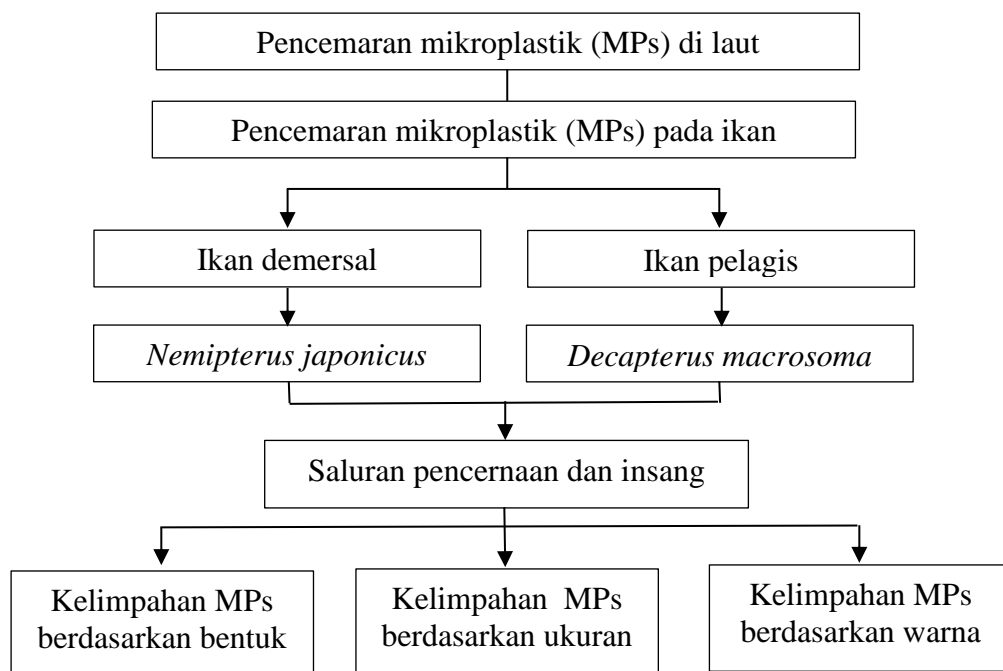 Pencemaran mikroplastik (MPs) di laut
Pencemaran mikroplastik (MPs) pada ikan
Ikan demersal
Ikan pelagis
Nemipterus japonicus
Decapterus macrosoma
Saluran pencernaan dan insang
Kelimpahan MPs
berdasarkan bentuk
Kelimpahan MPs
berdasarkan ukuran
Kelimpahan MPs
berdasarkan warna